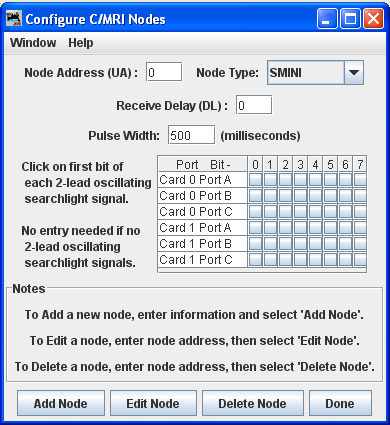 Configure C/MRI Nodes
Window Help
Node Address (UA) : 0 Node Type: SMINI
Receive Delay (DL) : 0
Pulse Width: 500 (milliseconds)
Click on first bit of
each 2-lead oscillating
searchlight signal.
No entry needed if no
2-lead oscillating
searchlight signals.
Port Bit- 0 1 2 3 4 5 6 7
Card 0 Port A
Card 0 Port B
Card 0 Port C
Card 1 Port A
Card 1 Port B
Card 1 Port C
Notes
To Add a new node, enter information and select 'Add Node'.
To Edit a node, enter node address, then select 'Edit Node'.
To Delete a node, enter node address, then select 'Delete Node'.
Add Node Edit Node Delete Node Done